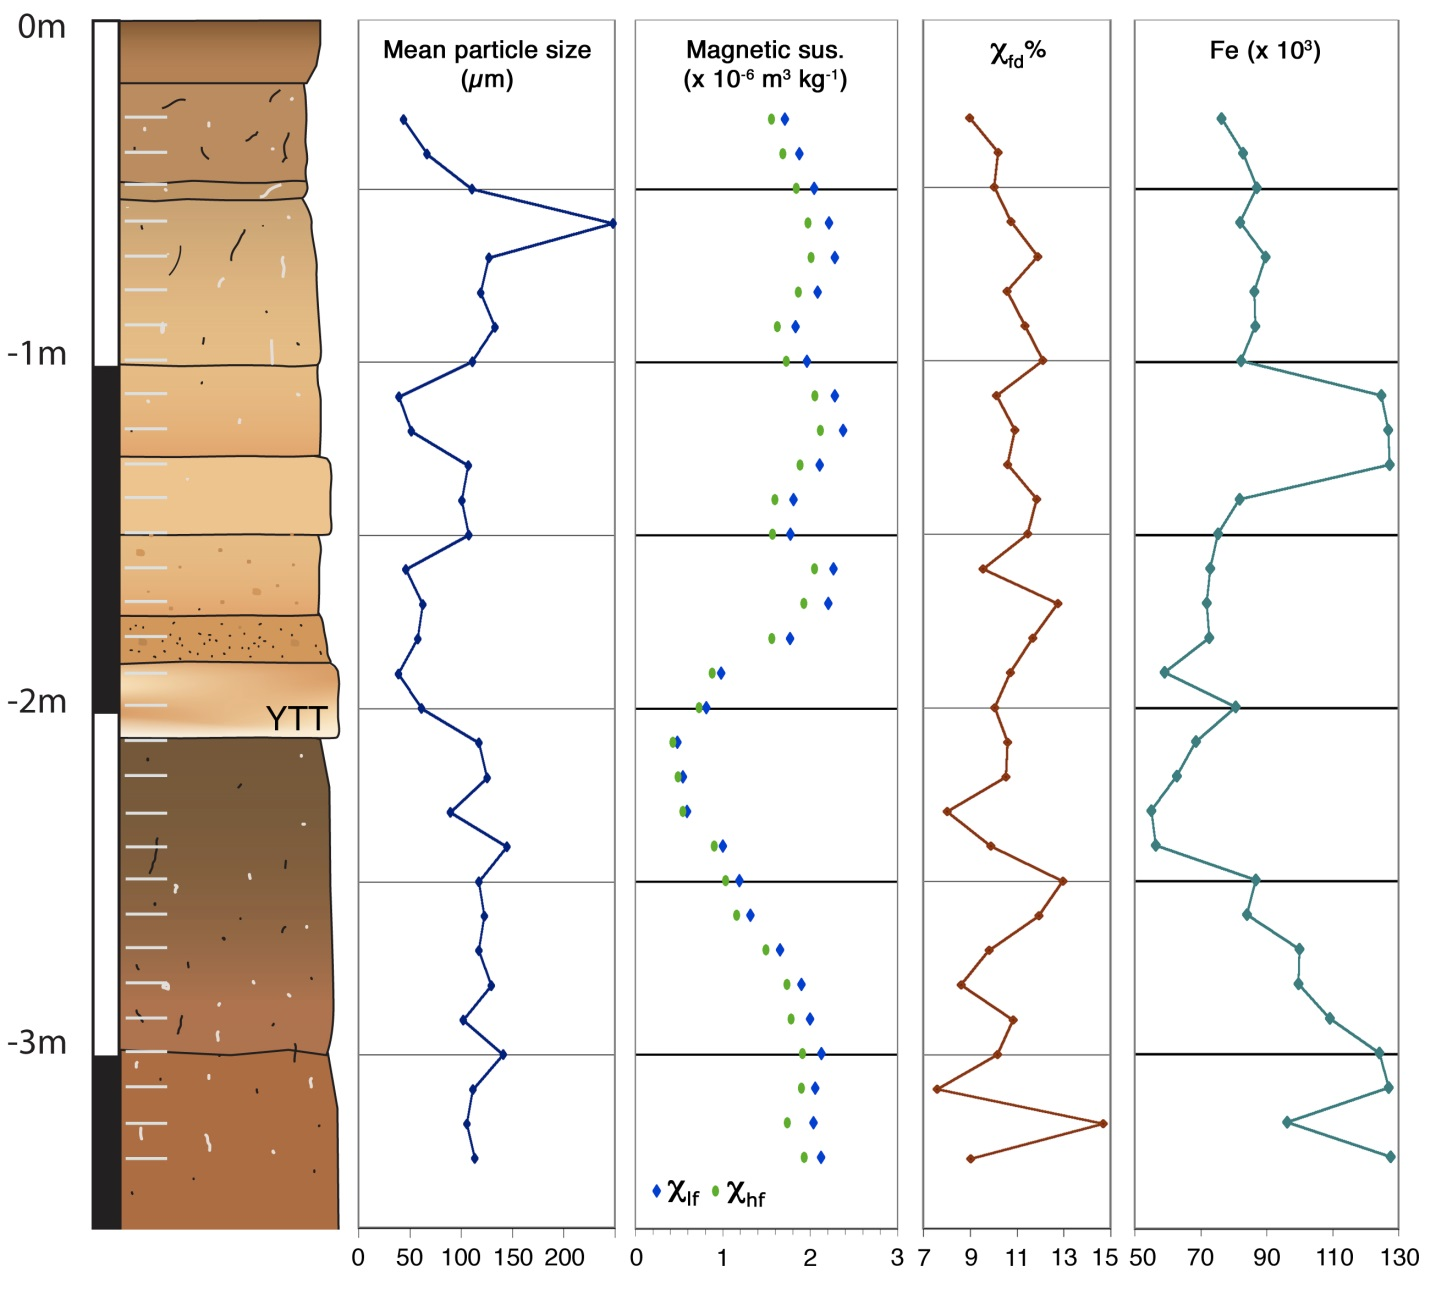 0m
-1m
-2m
-3m
YTT
Mean particle size
(µm)
0 50 100 150 200
Magnetic sus.
(x 10⁻⁶ m³ kg⁻¹)
χlf χhf
0 1 2 3
χfd%
7 9 11 13 15
Fe (x 10³)
50 70 90 110 130